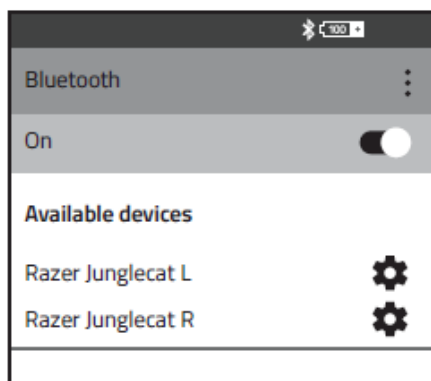 100
Bluetooth
On
Available devices
Razer Junglecat L
Razer Junglecat R